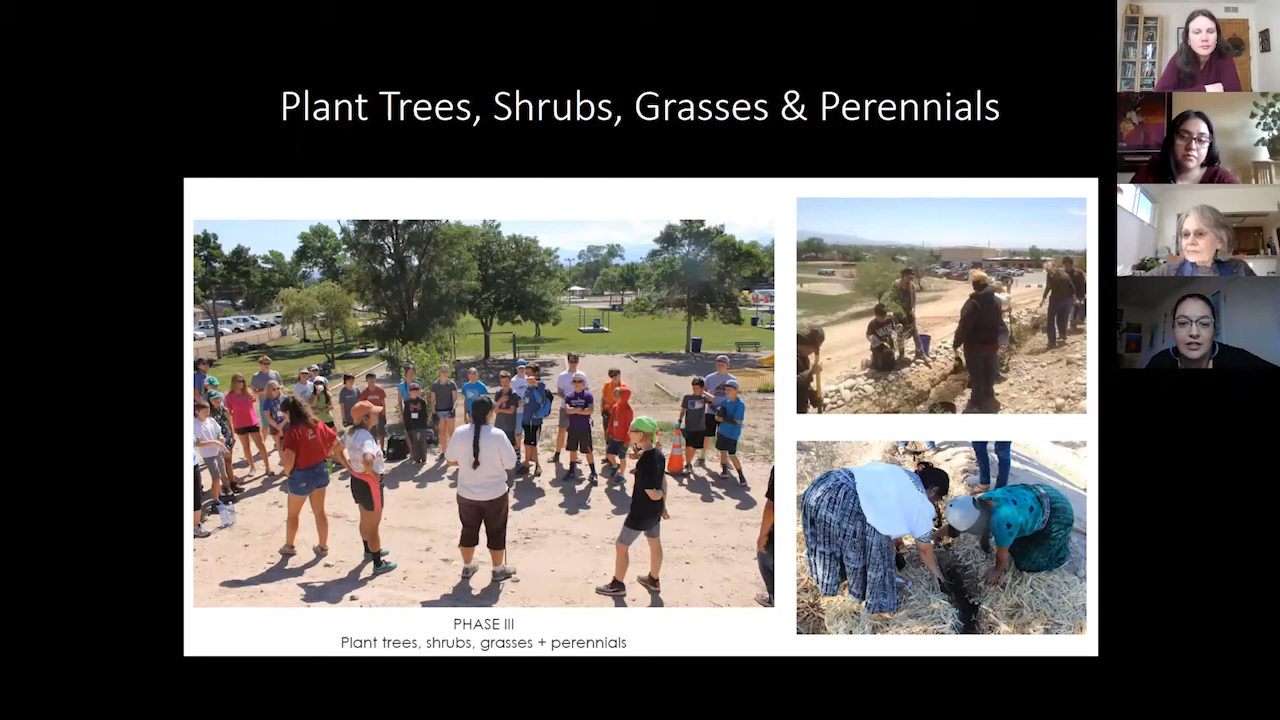 Plant Trees, Shrubs, Grasses & Perennials
PHASE III
Plant trees, shrubs, grasses + perennials